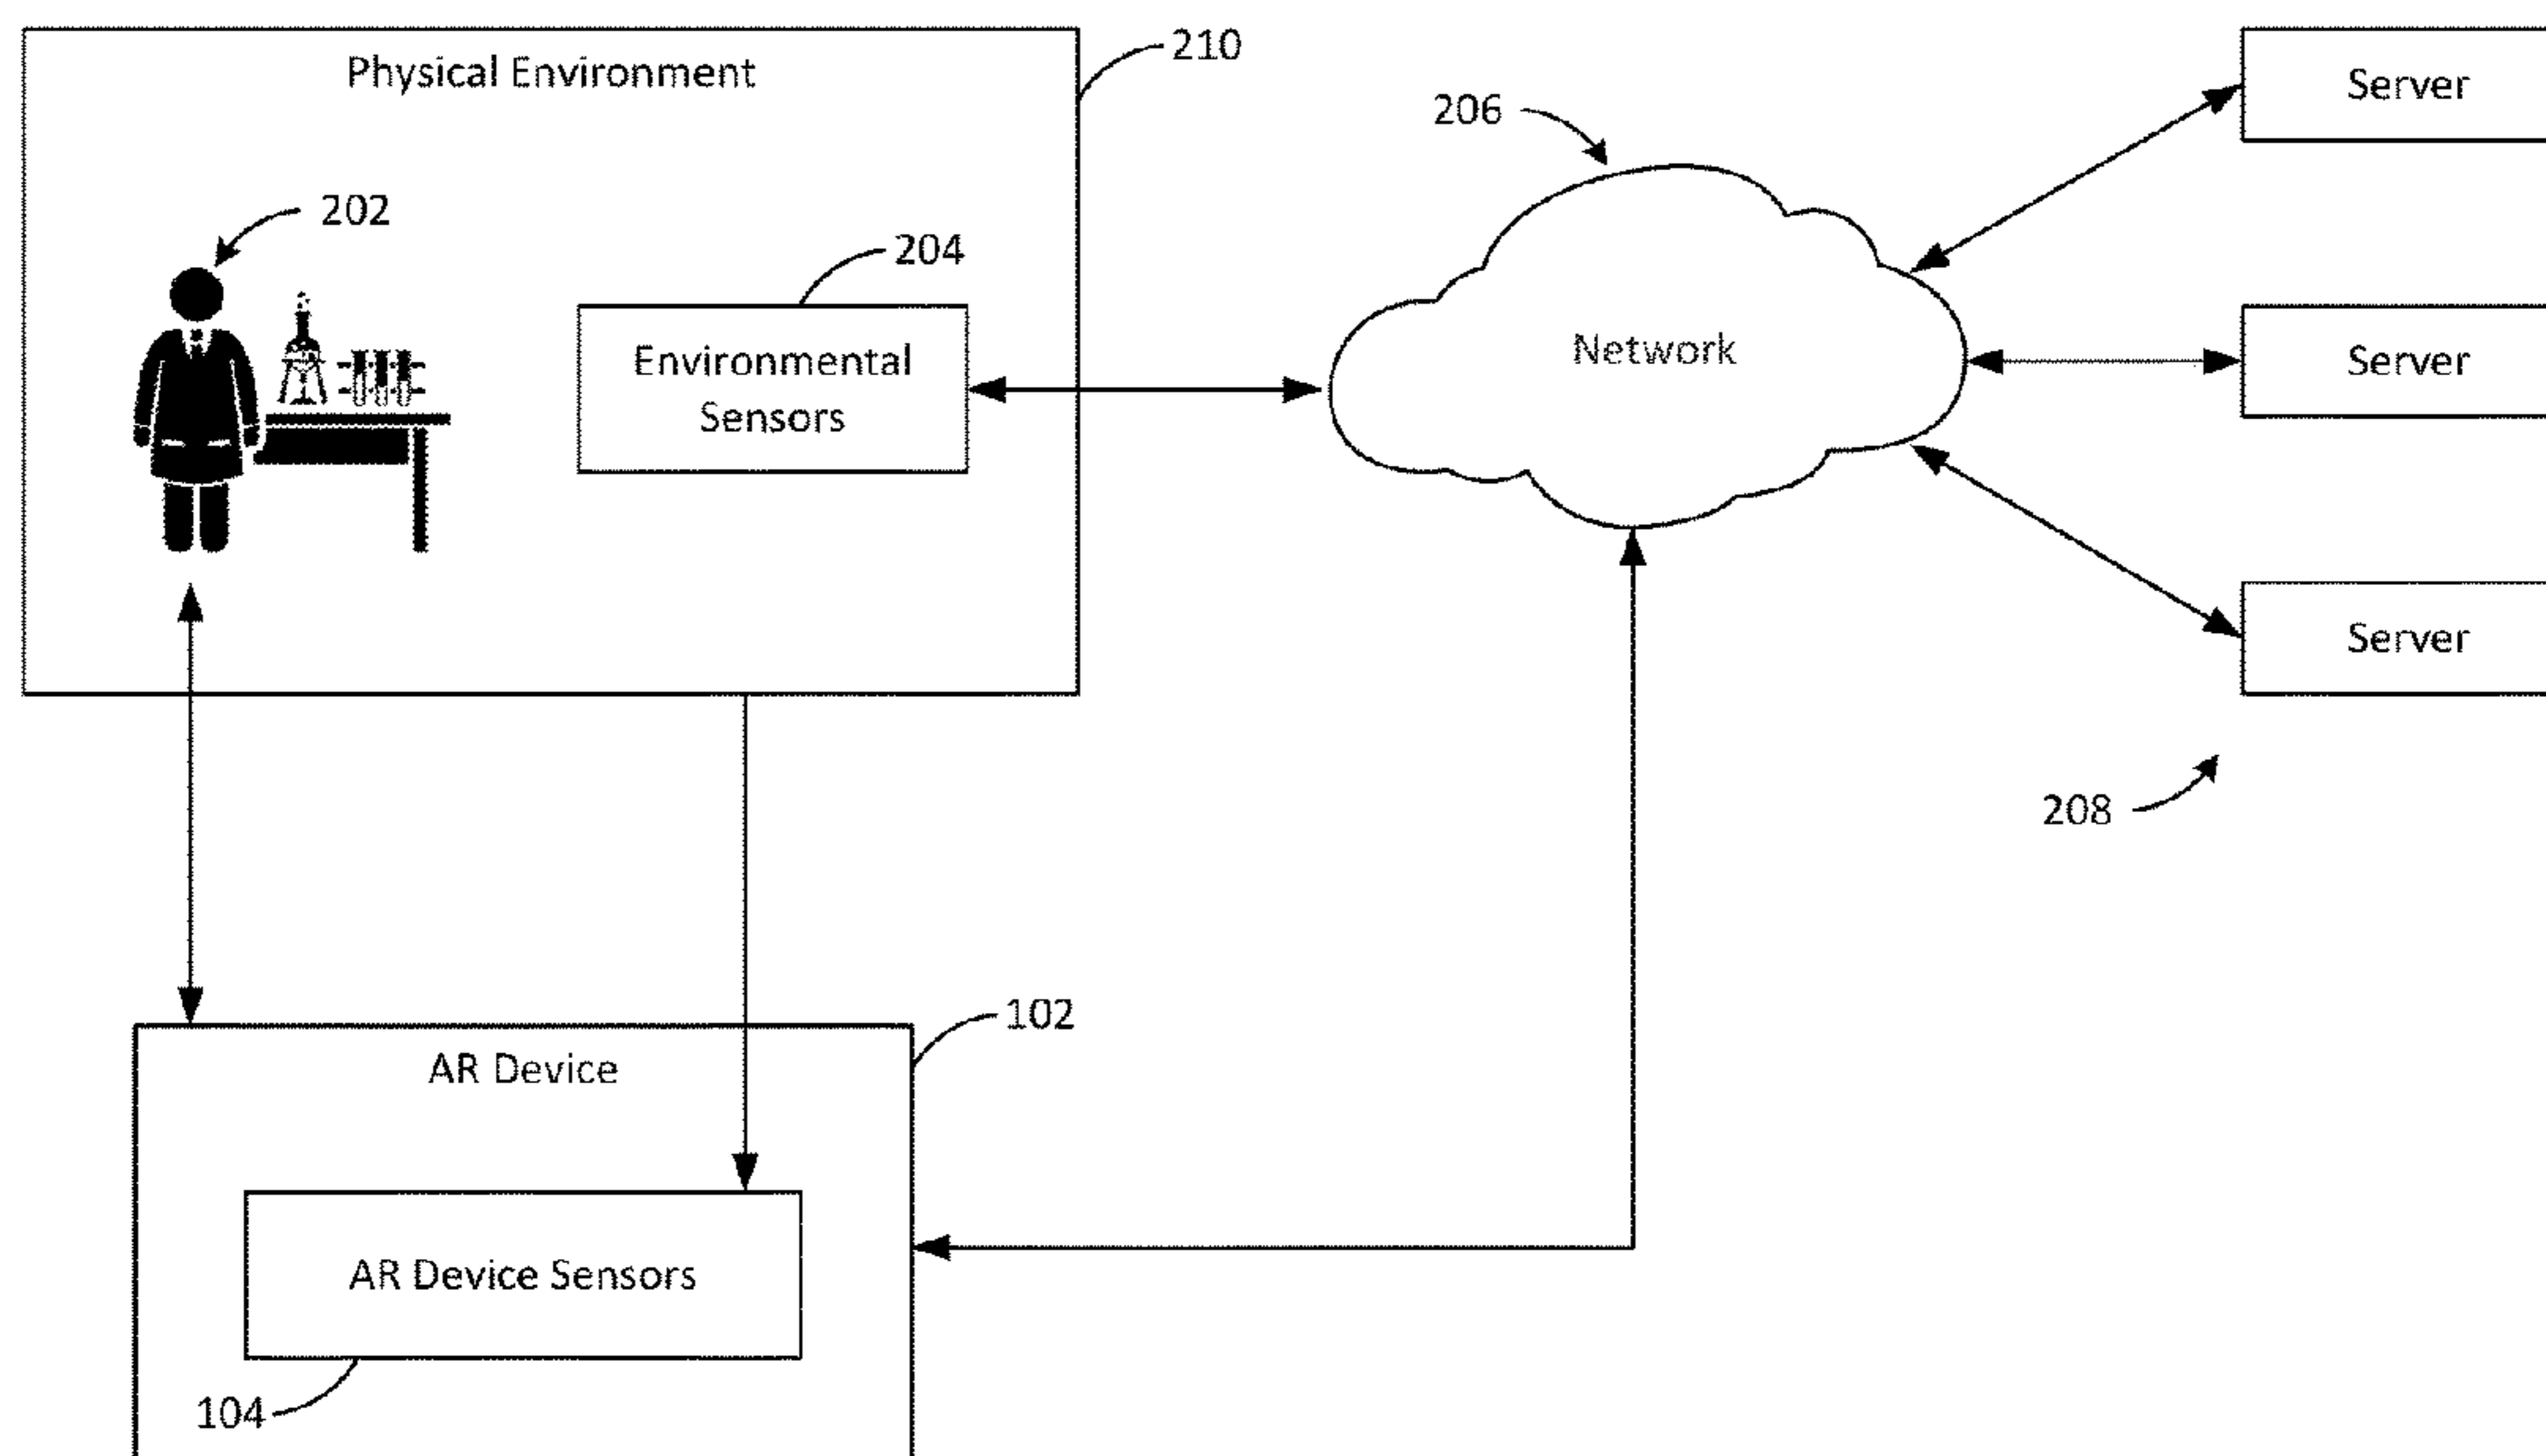 Physical Environment
210
206
Server
202
204
Environmental
Sensors
Network
Server
Server
208
102
AR Device
AR Device Sensors
104